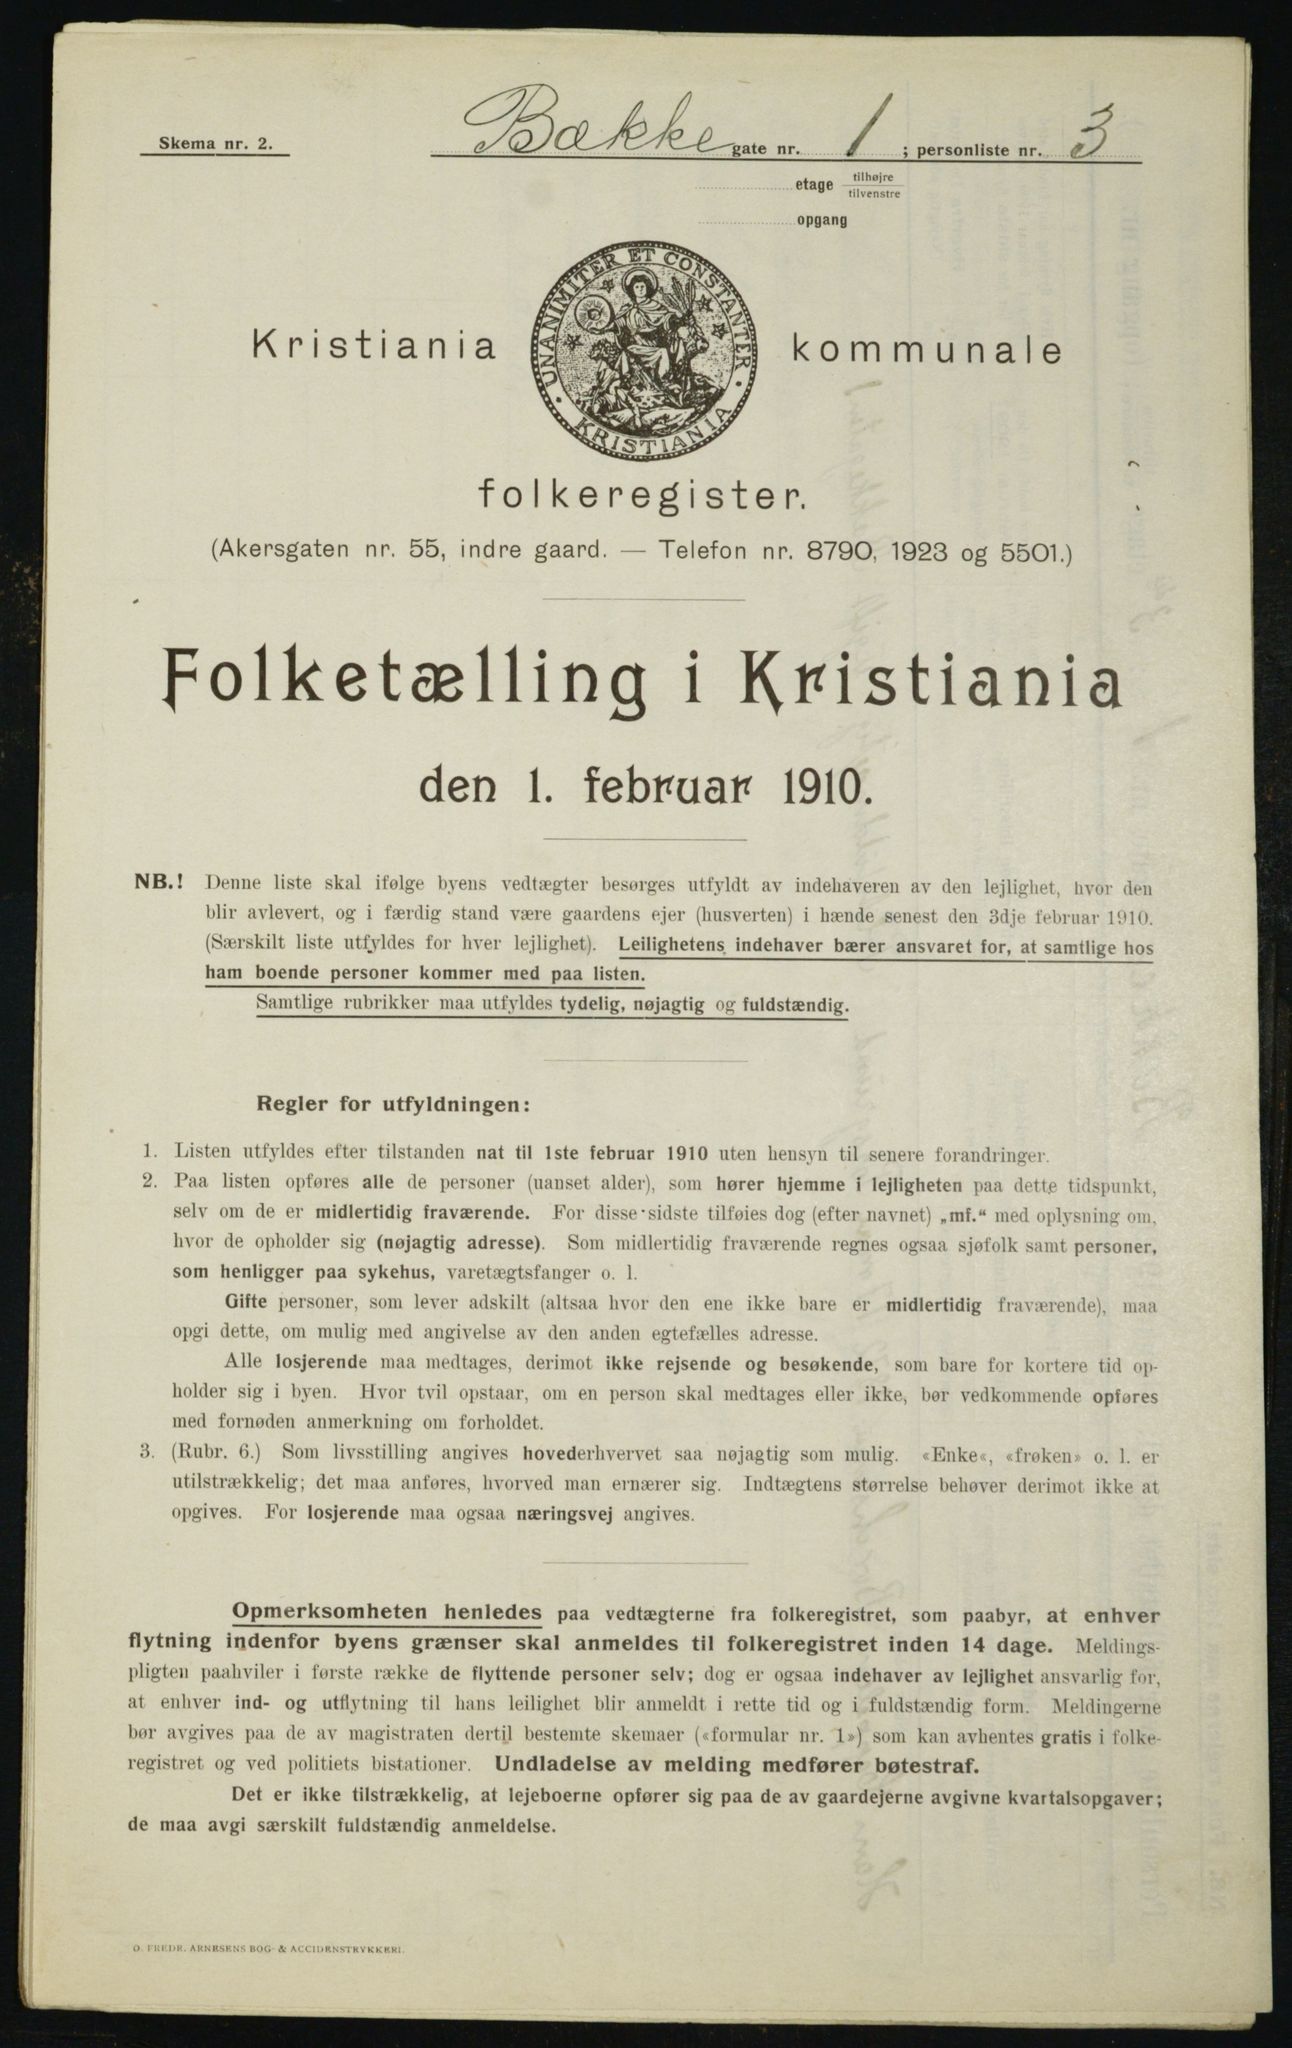 Skema nr. 2.
Bækkegate nr. 1 ; personliste nr. 3
etage tilhøjre
tilvenstre
opgang
UNANIMITER ET CONSTANTER
KRISTIANIA
Kristiania kommunale
folkeregister.
(Akersgaten nr. 55, indre gaard. — Telefon nr. 8790, 1923 og 5501.)
Folketælling i Kristiania
den 1. februar 1910.
NB.! Denne liste skal ifølge byens vedtægter besørges utfyldt av indehaveren av den lejlighet, hvor den
blir avlevert, og i færdig stand være gaardens ejer (husverten) i hænde senest den 3dje februar 1910.
(Særskilt liste utfyldes for hver lejlighet). Leilighetens indehaver bærer ansvaret for, at samtlige hos
ham boende personer kommer med paa listen.
Samtlige rubrikker maa utfyldes tydelig, nøjagtig og fuldstændig.
Regler for utfyldningen:
1. Listen utfyldes efter tilstanden nat til 1ste februar 1910 uten hensyn til senere forandringer.
2. Paa listen opføres alle de personer (uanset alder), som hører hjemme i lejligheten paa dette tidspunkt,
selv om de er midlertidig fraværende. For disse sidste tilføies dog (efter navnet) „mf.“ med oplysning om,
hvor de opholder sig (nøjagtig adresse). Som midlertidig fraværende regnes ogsaa sjøfolk samt personer,
som henligger paa sykehus, varetægtsfanger o. l.
Gifte personer, som lever adskilt (altsaa hvor den ene ikke bare er midlertidig fraværende), maa
opgi dette, om mulig med angivelse av den anden egtefælles adresse.
Alle losjerende maa medtages, derimot ikke rejsende og besøkende, som bare for kortere tid op-
holder sig i byen. Hvor tvil opstaar, om en person skal medtages eller ikke, bør vedkommende opføres
med fornøden anmerkning om forholdet.
3. (Rubr. 6.) Som livsstilling angives hovederhvervet saa nøjagtig som mulig. «Enke«, «frøken» o. l. er
utilstrækkelig; det maa anføres, hvorved man ernærer sig. Indtægtens størrelse behøver derimot ikke at
opgives. For losjerende maa ogsaa næringsvej angives.
Opmerksomheten henledes paa vedtægterne fra folkeregistret, som paabyr, at enhver
flytning indenfor byens grænser skal anmeldes til folkeregistret inden 14 dage. Meldings-
pligten paahviler i første række de flyttende personer selv; dog er ogsaa indehaver av lejlighet ansvarlig for,
at enhver ind- og utflytning til hans leilighet blir anmeldt i rette tid og i fuldstændig form. Meldingerne
bør avgives paa de av magistraten dertil bestemte skemaer («formular nr. 1») som kan avhentes gratis i folke-
registret og ved politiets bistationer. Undladelse av melding medfører bøtestraf.
Det er ikke tilstrækkelig, at lejeboerne opfører sig paa de av gaardejerne avgivne kvartalsopgaver;
de maa avgi særskilt fuldstændig anmeldelse.
O. FREDR. ARNESENS BOG- & ACCIDENSTRYKKERI.